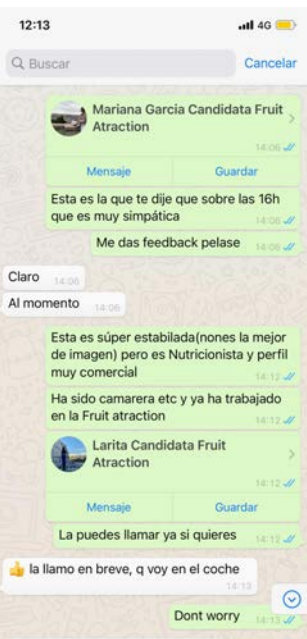 12:13
4G
Buscar
Cancelar
Mariana Garcia Candidata Fruit
Atraction
14:06
Mensaje
Guardar
Esta es la que te dije que sobre las 16h
que es muy simpática
14:06
Me das feedback pelase
14:06
Claro
14:06
Al momento
14:06
Esta es súper estabilada(nones la mejor
de imagen) pero es Nutricionista y perfil
muy comercial
14:12
Ha sido camarera etc y ya ha trabajado
en la Fruit atraction
14:12
Larita Candidata Fruit
Atraction
14:12
Mensaje
Guardar
La puedes llamar ya si quieres
14:12
👍 la llamo en breve, q voy en el coche
14:13
Dont worry
14:13